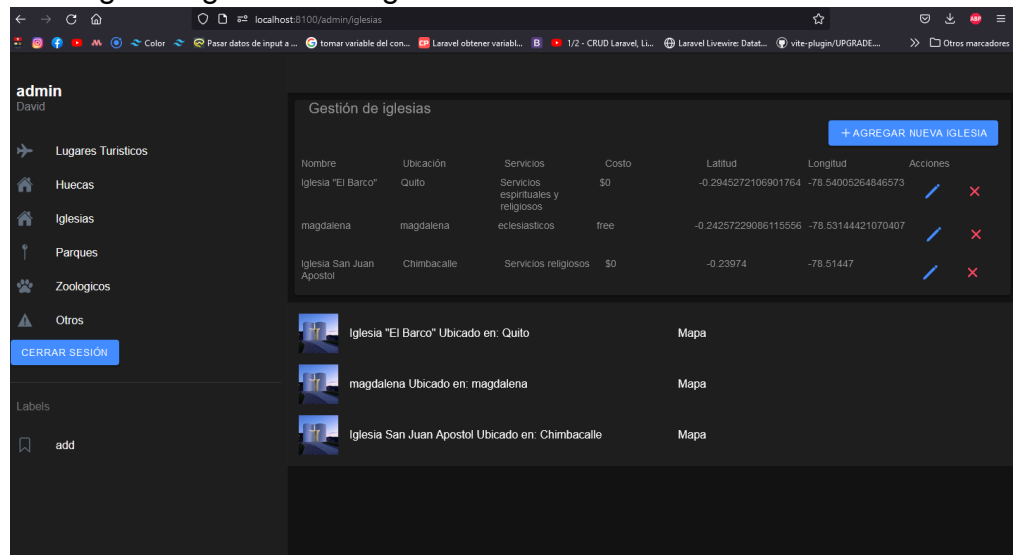 localhost:8100/admin/iglesias
Color
Pasar datos de input a ...
tomar variable del con...
Laravel obtener variabl...
1/2 - CRUD Laravel, Li...
Laravel Livewire: Datat...
vite-plugin/UPGRADE....
Otros marcadores
admin
David
Lugares Turisticos
Huecas
Iglesias
Parques
Zoologicos
Otros
CERRAR SESIÓN
Labels
add
Gestión de iglesias
+ AGREGAR NUEVA IGLESIA
Nombre Ubicación Servicios Costo Latitud Longitud Acciones
Iglesia "El Barco" Quito Servicios espirituales y religiosos $0 -0.2945272106901764 -78.54005264846573
magdalena magdalena eclesiasticos free -0.24257229086115556 -78.53144421070407
Iglesia San Juan Apostol Chimbacalle Servicios religiosos $0 -0.23974 -78.51447
Iglesia "El Barco" Ubicado en: Quito Mapa
magdalena Ubicado en: magdalena Mapa
Iglesia San Juan Apostol Ubicado en: Chimbacalle Mapa